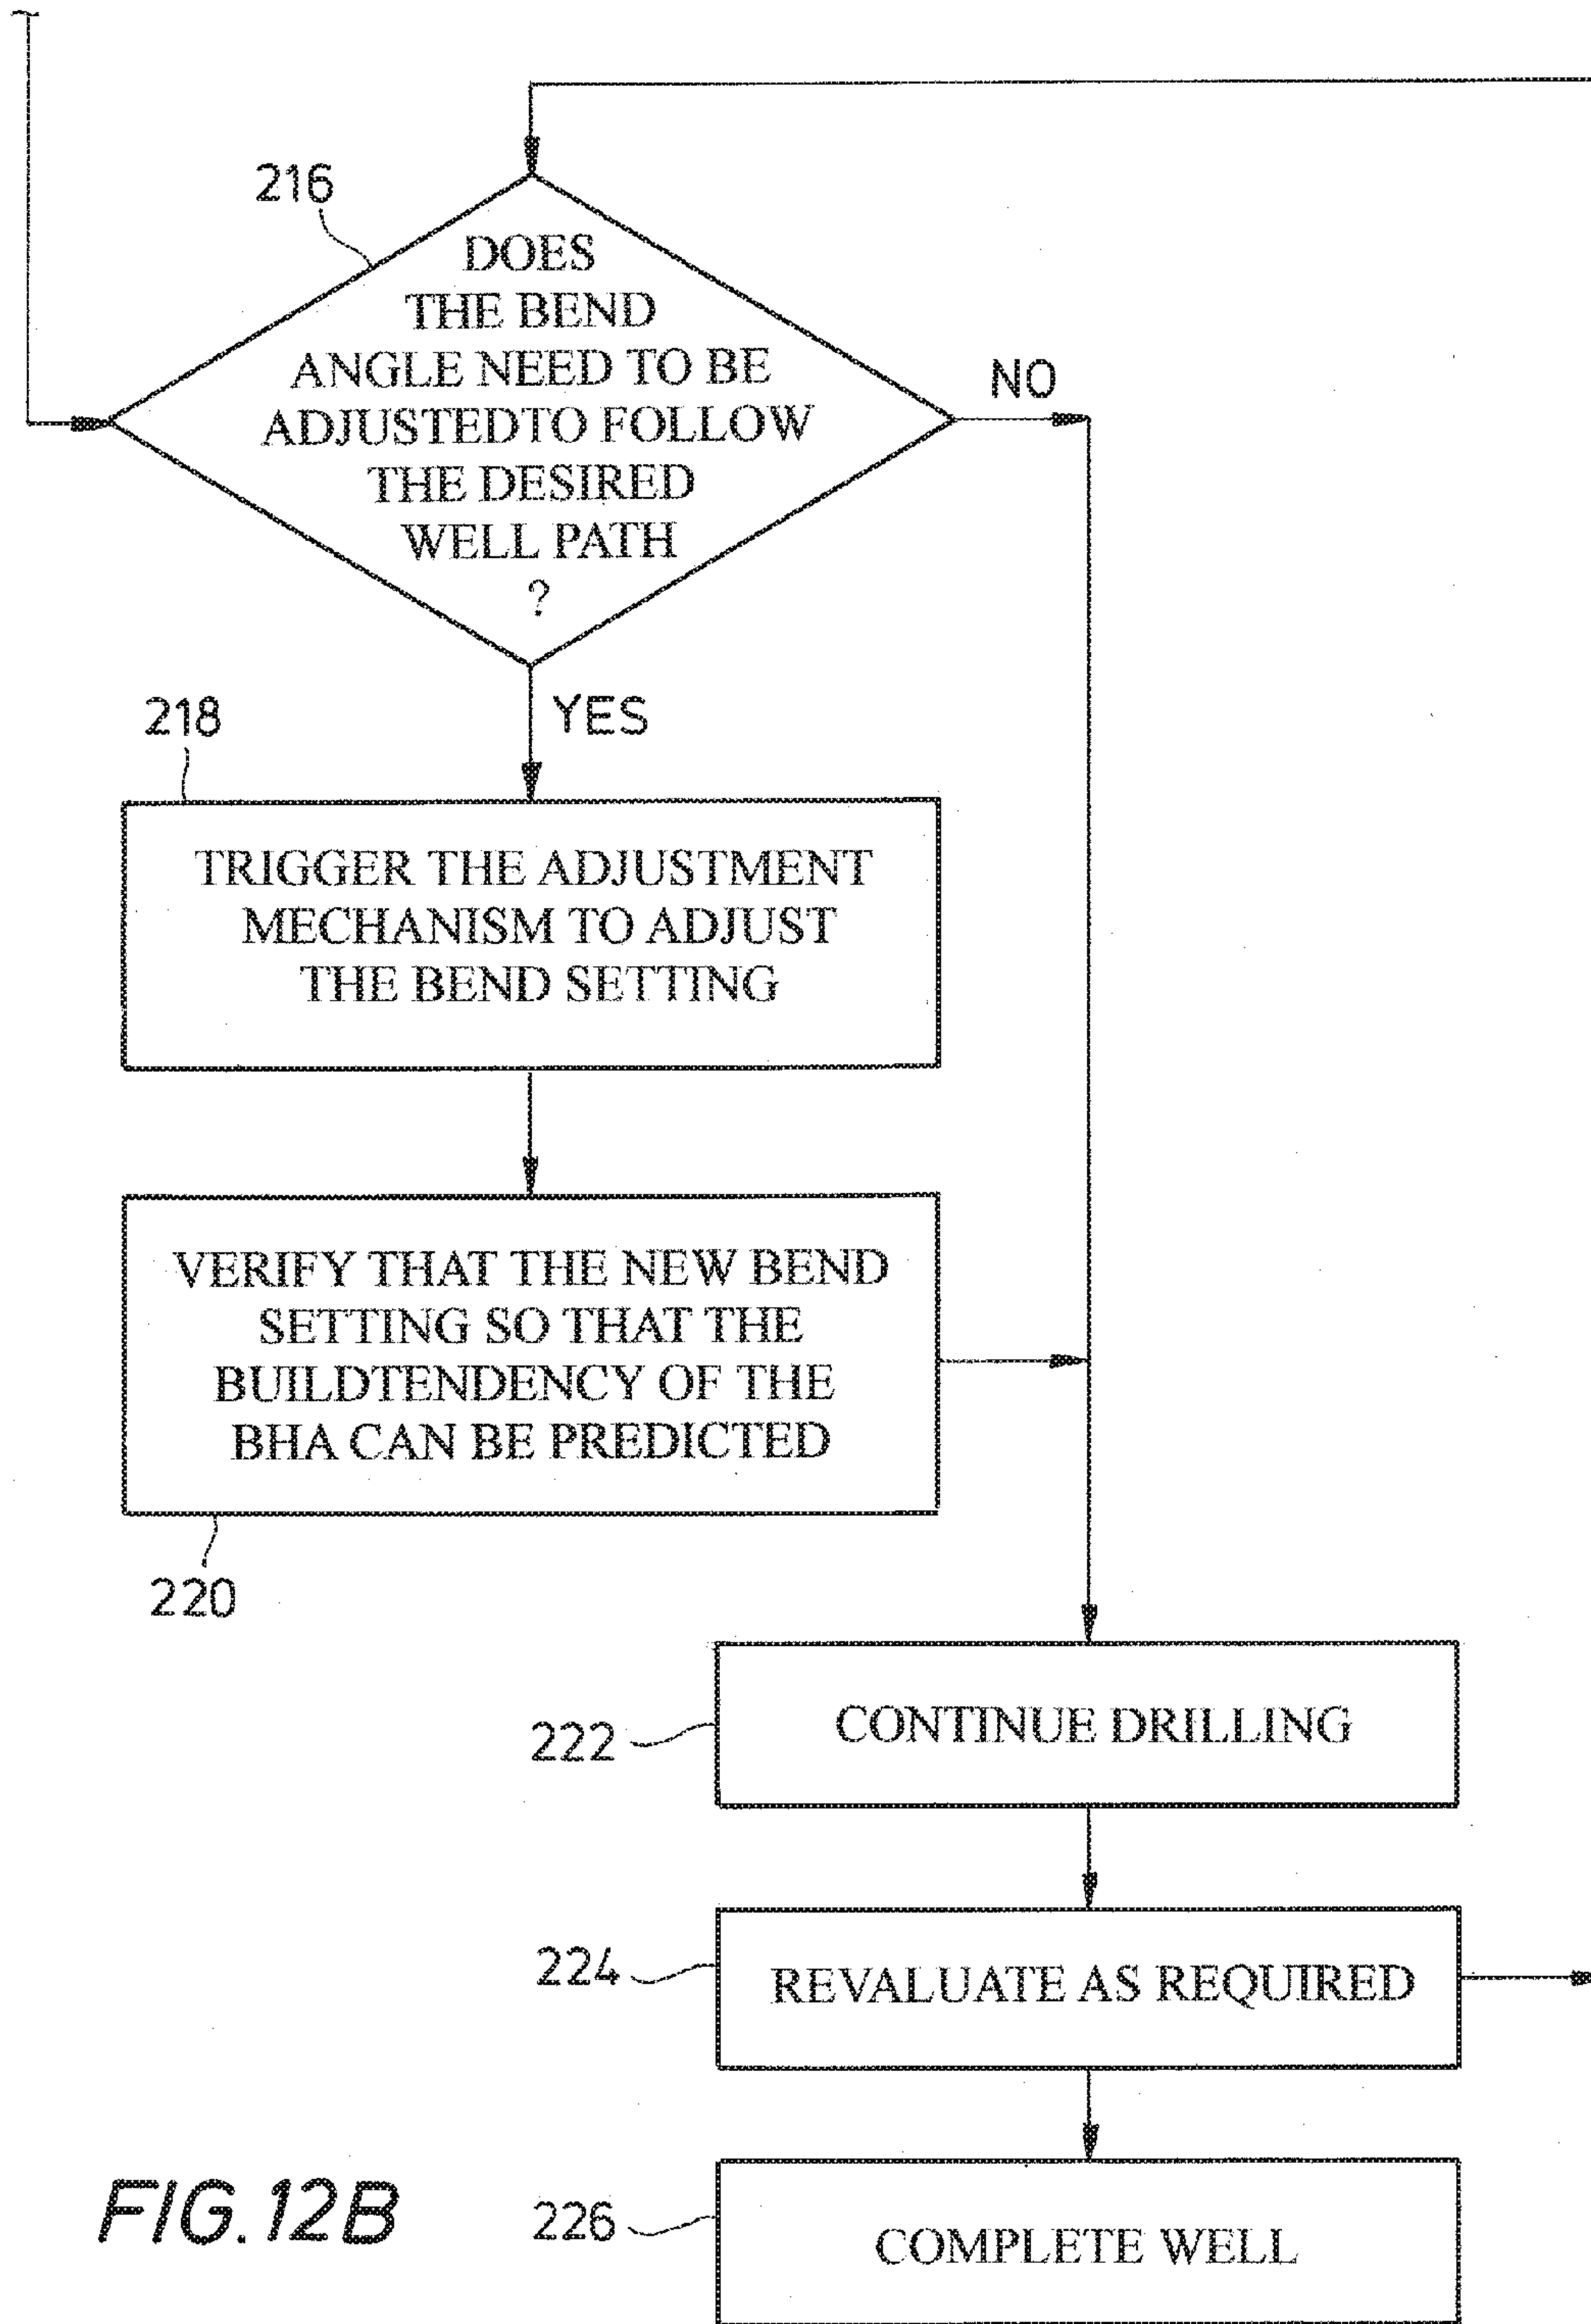 216
DOES
THE BEND
ANGLE NEED TO BE
ADJUSTEDTO FOLLOW
THE DESIRED
WELL PATH
?
NO
YES
218
TRIGGER THE ADJUSTMENT
MECHANISM TO ADJUST
THE BEND SETTING
VERIFY THAT THE NEW BEND
SETTING SO THAT THE
BUILDTENDENCY OF THE
BHA CAN BE PREDICTED
220
222
CONTINUE DRILLING
224
REVALUATE AS REQUIRED
226
COMPLETE WELL
FIG.12B